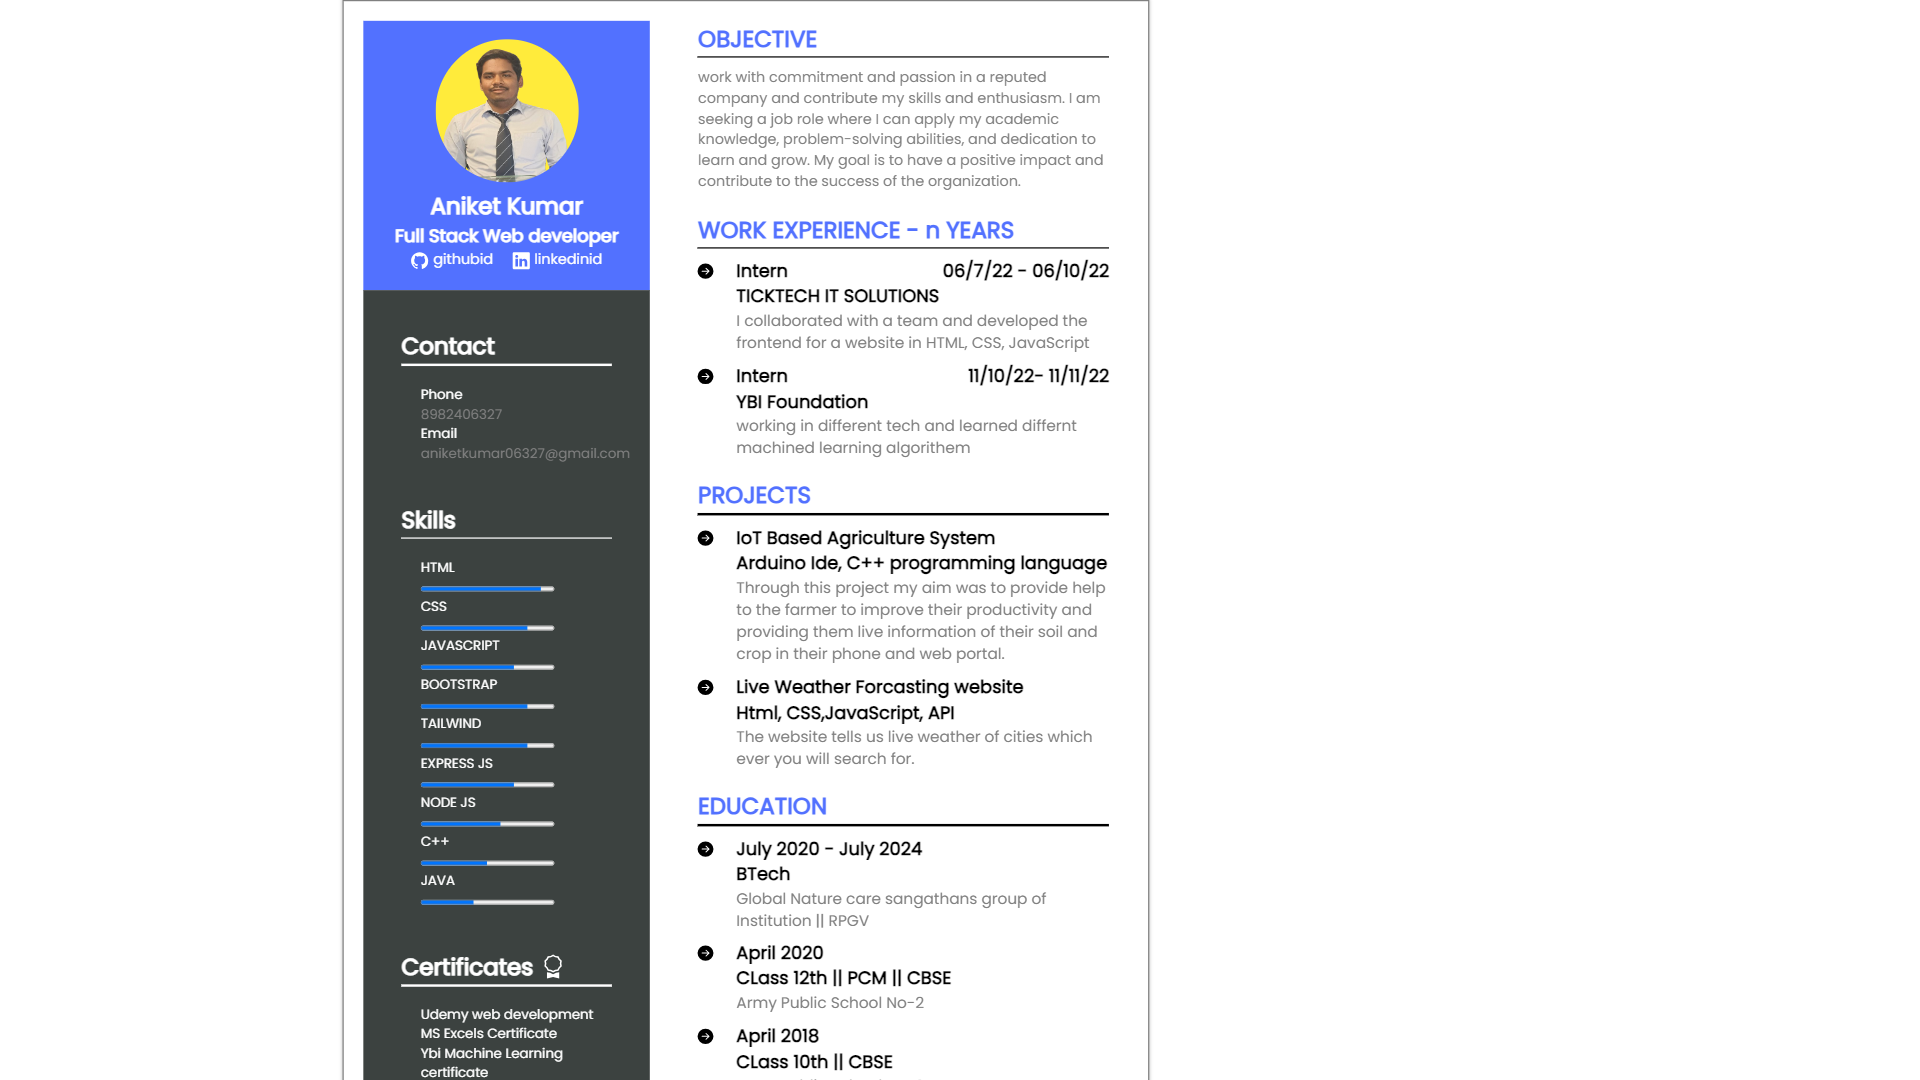 Aniket Kumar
Full Stack Web developer
githubid linkedinid
Contact
Phone
8982406327
Email
aniketkumar06327@gmail.com
Skills
HTML
CSS
JAVASCRIPT
BOOTSTRAP
TAILWIND
EXPRESS JS
NODE JS
C++
JAVA
Certificates
Udemy web development
MS Excels Certificate
Ybi Machine Learning
certificate
OBJECTIVE
work with commitment and passion in a reputed
company and contribute my skills and enthusiasm. I am
seeking a job role where I can apply my academic
knowledge, problem-solving abilities, and dedication to
learn and grow. My goal is to have a positive impact and
contribute to the success of the organization.
WORK EXPERIENCE - n YEARS
Intern 06/7/22 - 06/10/22
TICKTECH IT SOLUTIONS
I collaborated with a team and developed the
frontend for a website in HTML, CSS, JavaScript
Intern 11/10/22- 11/11/22
YBI Foundation
working in different tech and learned differnt
machined learning algorithem
PROJECTS
IoT Based Agriculture System
Arduino Ide, C++ programming language
Through this project my aim was to provide help
to the farmer to improve their productivity and
providing them live information of their soil and
crop in their phone and web portal.
Live Weather Forcasting website
Html, CSS,JavaScript, API
The website tells us live weather of cities which
ever you will search for.
EDUCATION
July 2020 - July 2024
BTech
Global Nature care sangathans group of
Institution || RPGV
April 2020
CLass 12th || PCM || CBSE
Army Public School No-2
April 2018
CLass 10th || CBSE